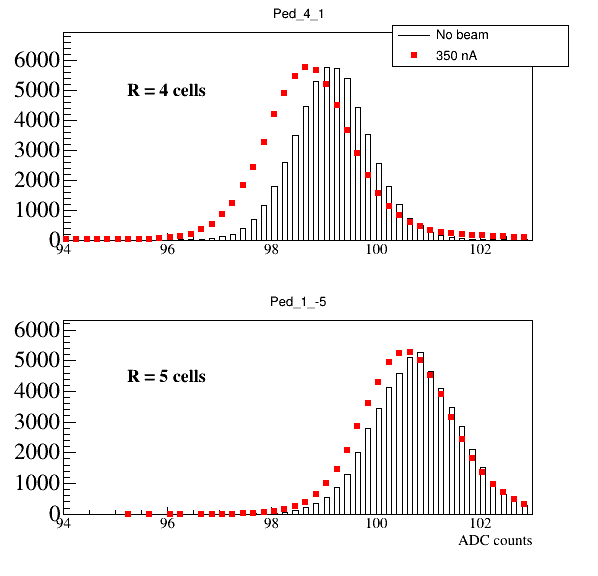 Ped_4_1
No beam
350 nA
R = 4 cells
6000
5000
4000
3000
2000
1000
0
94 96 98 100 102
Ped_1_-5
R = 5 cells
6000
5000
4000
3000
2000
1000
0
94 96 98 100 102
ADC counts